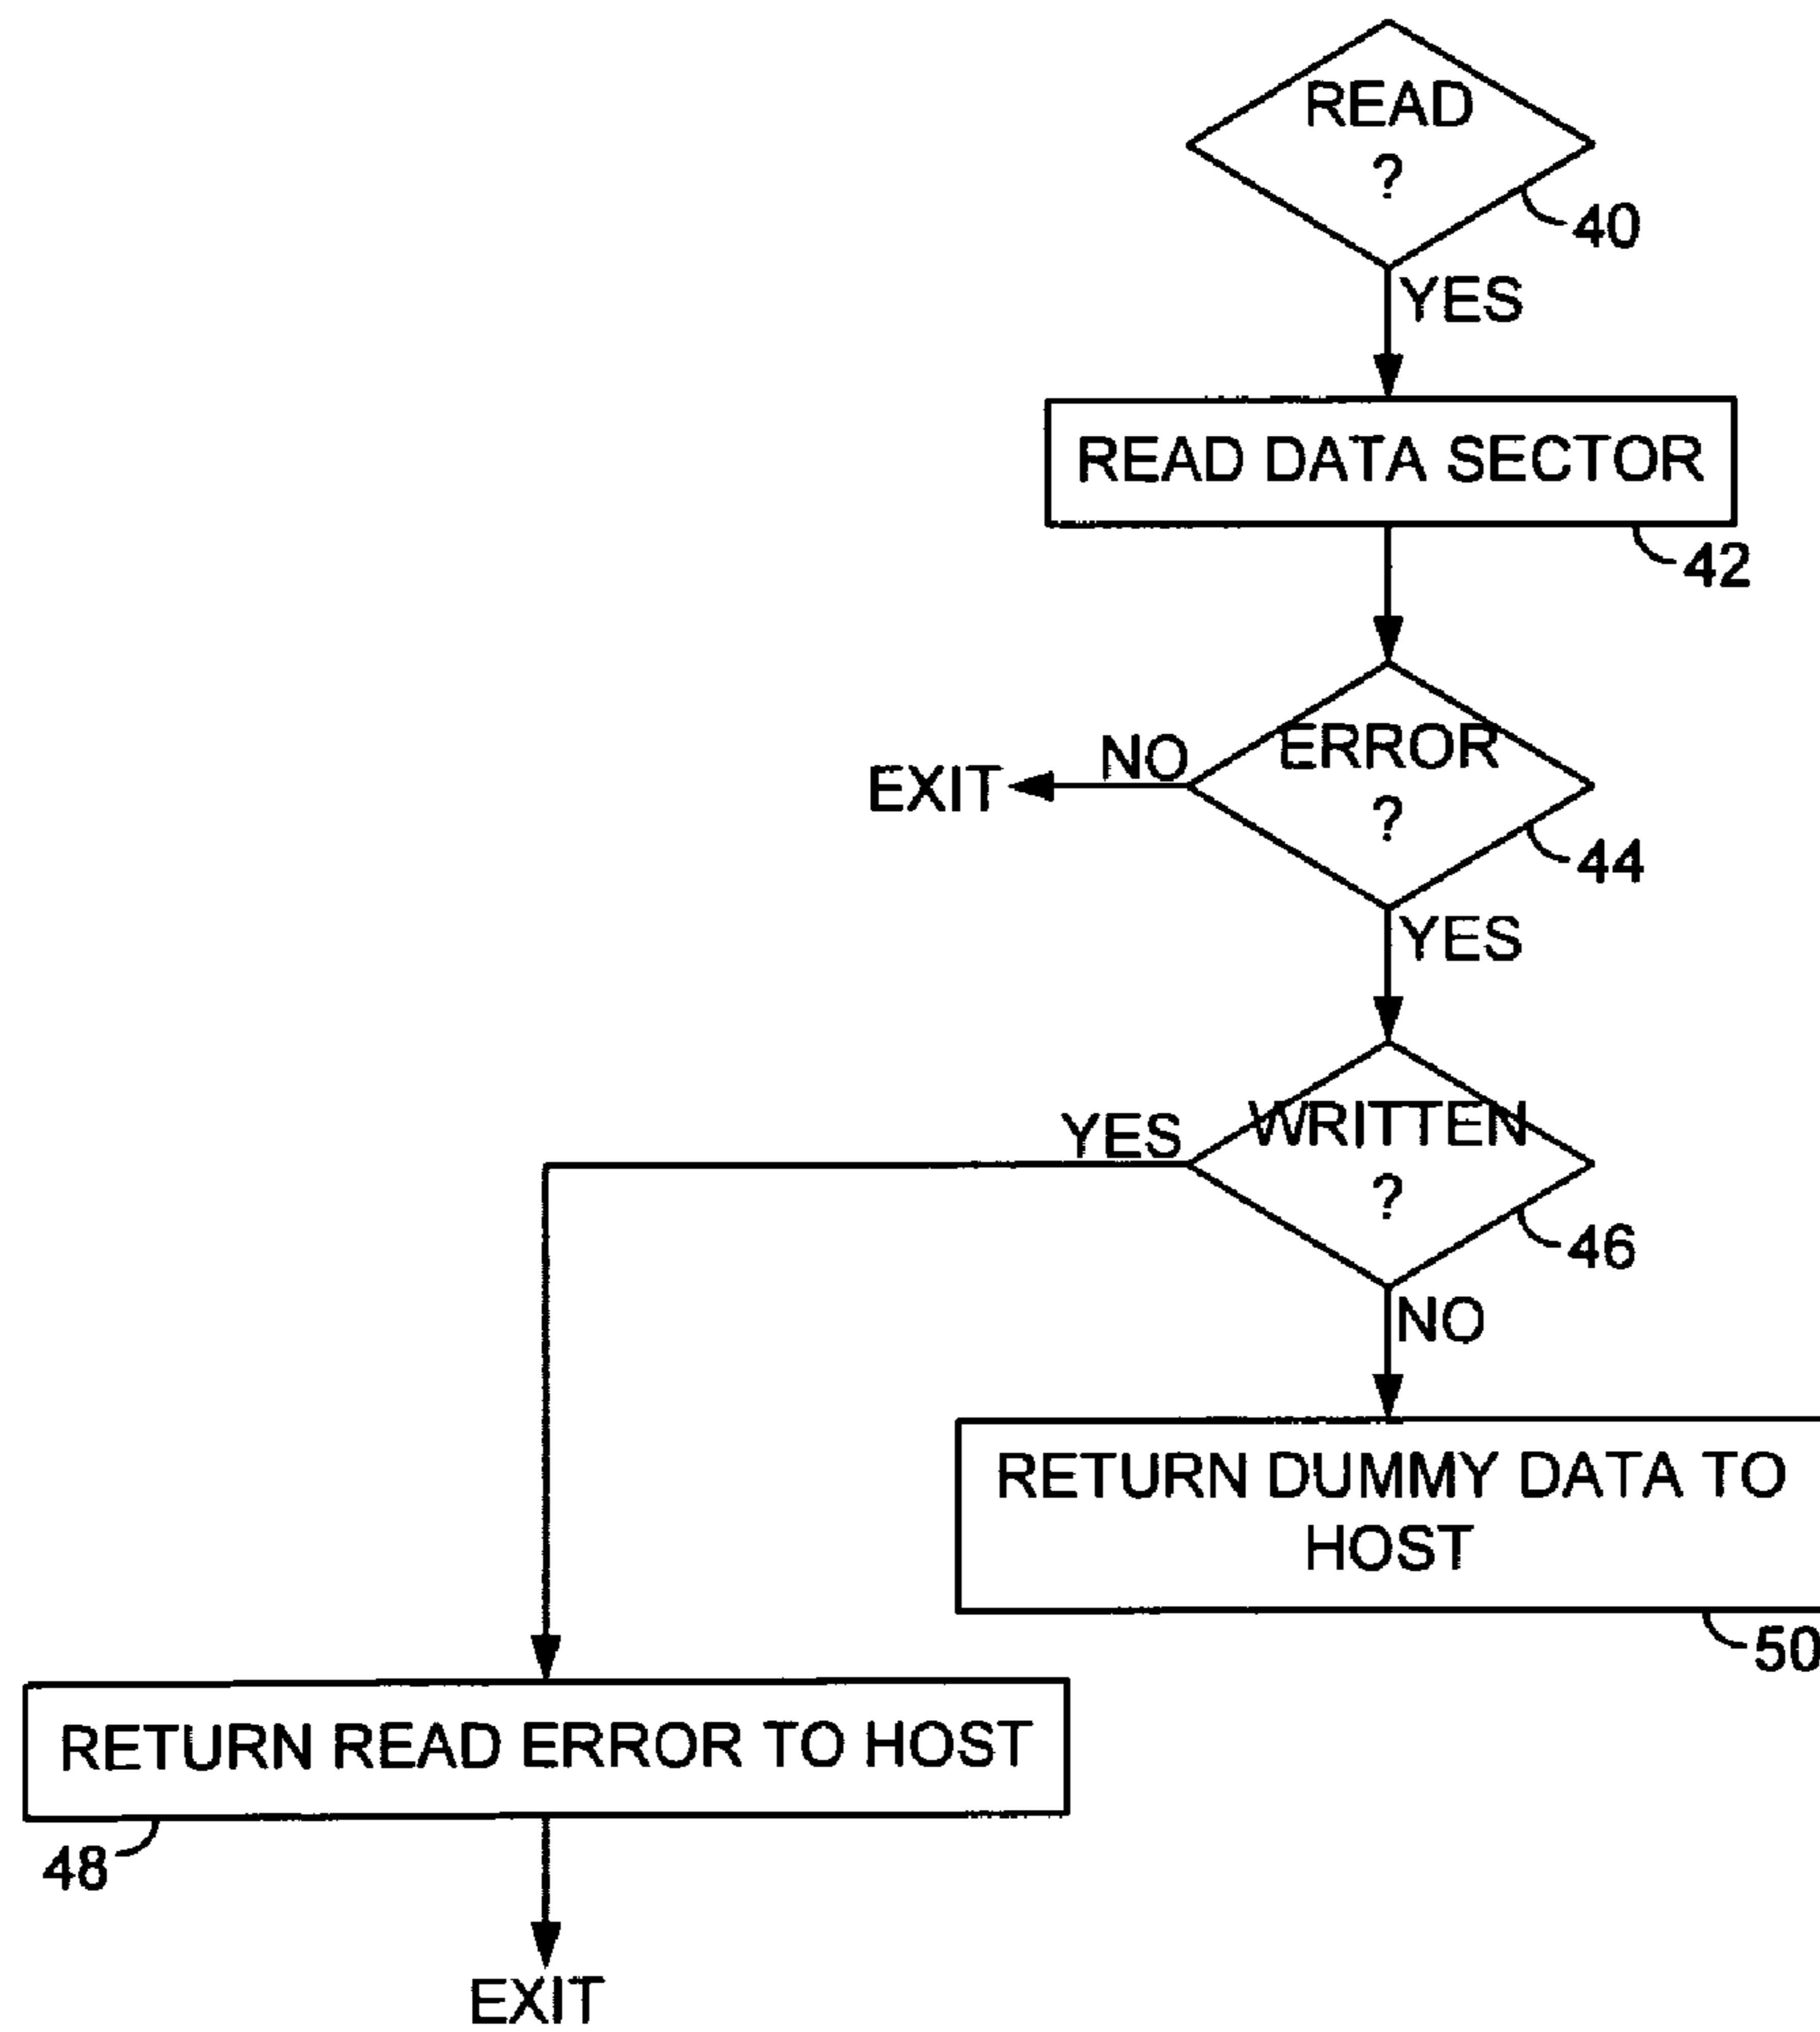 READ
?
40
YES
READ DATA SECTOR
42
ERROR
?
NO
EXIT
44
YES
WRITTEN
?
YES
46
NO
RETURN DUMMY DATA TO
HOST
50
RETURN READ ERROR TO HOST
48
EXIT